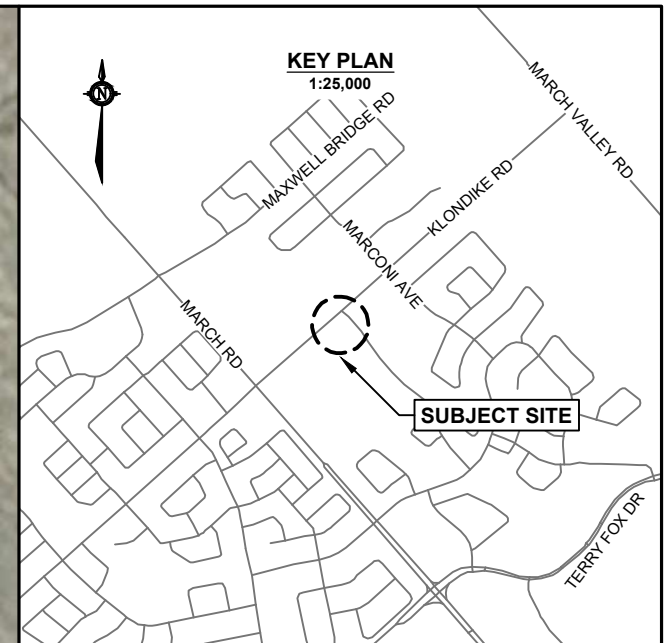 KEY PLAN
1:25,000
N
MAXWELL BRIDGE RD
MARCH VALLEY RD
KLONDIKE RD
MARCONI AVE
MARCH RD
SUBJECT SITE
TERRY FOX DR